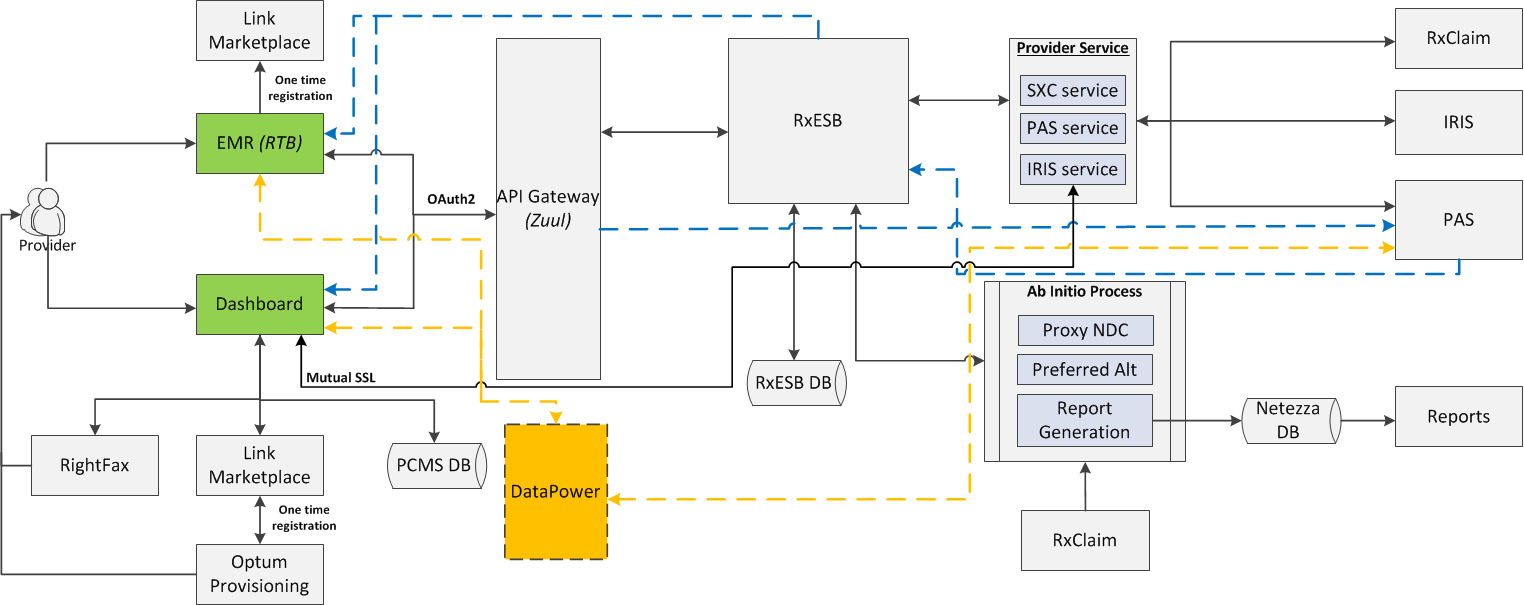 Link
Marketplace
One time
registration
EMR (RTB)
Provider
OAuth2
Dashboard
Mutual SSL
RightFax
Link
Marketplace
One time
registration
Optum
Provisioning
PCMS DB
API Gateway
(Zuul)
DataPower
RxESB
RxESB DB
Provider Service
SXC service
PAS service
IRIS service
Ab Initio Process
Proxy NDC
Preferred Alt
Report
Generation
RxClaim
Netezza
DB
RxClaim
IRIS
PAS
Reports